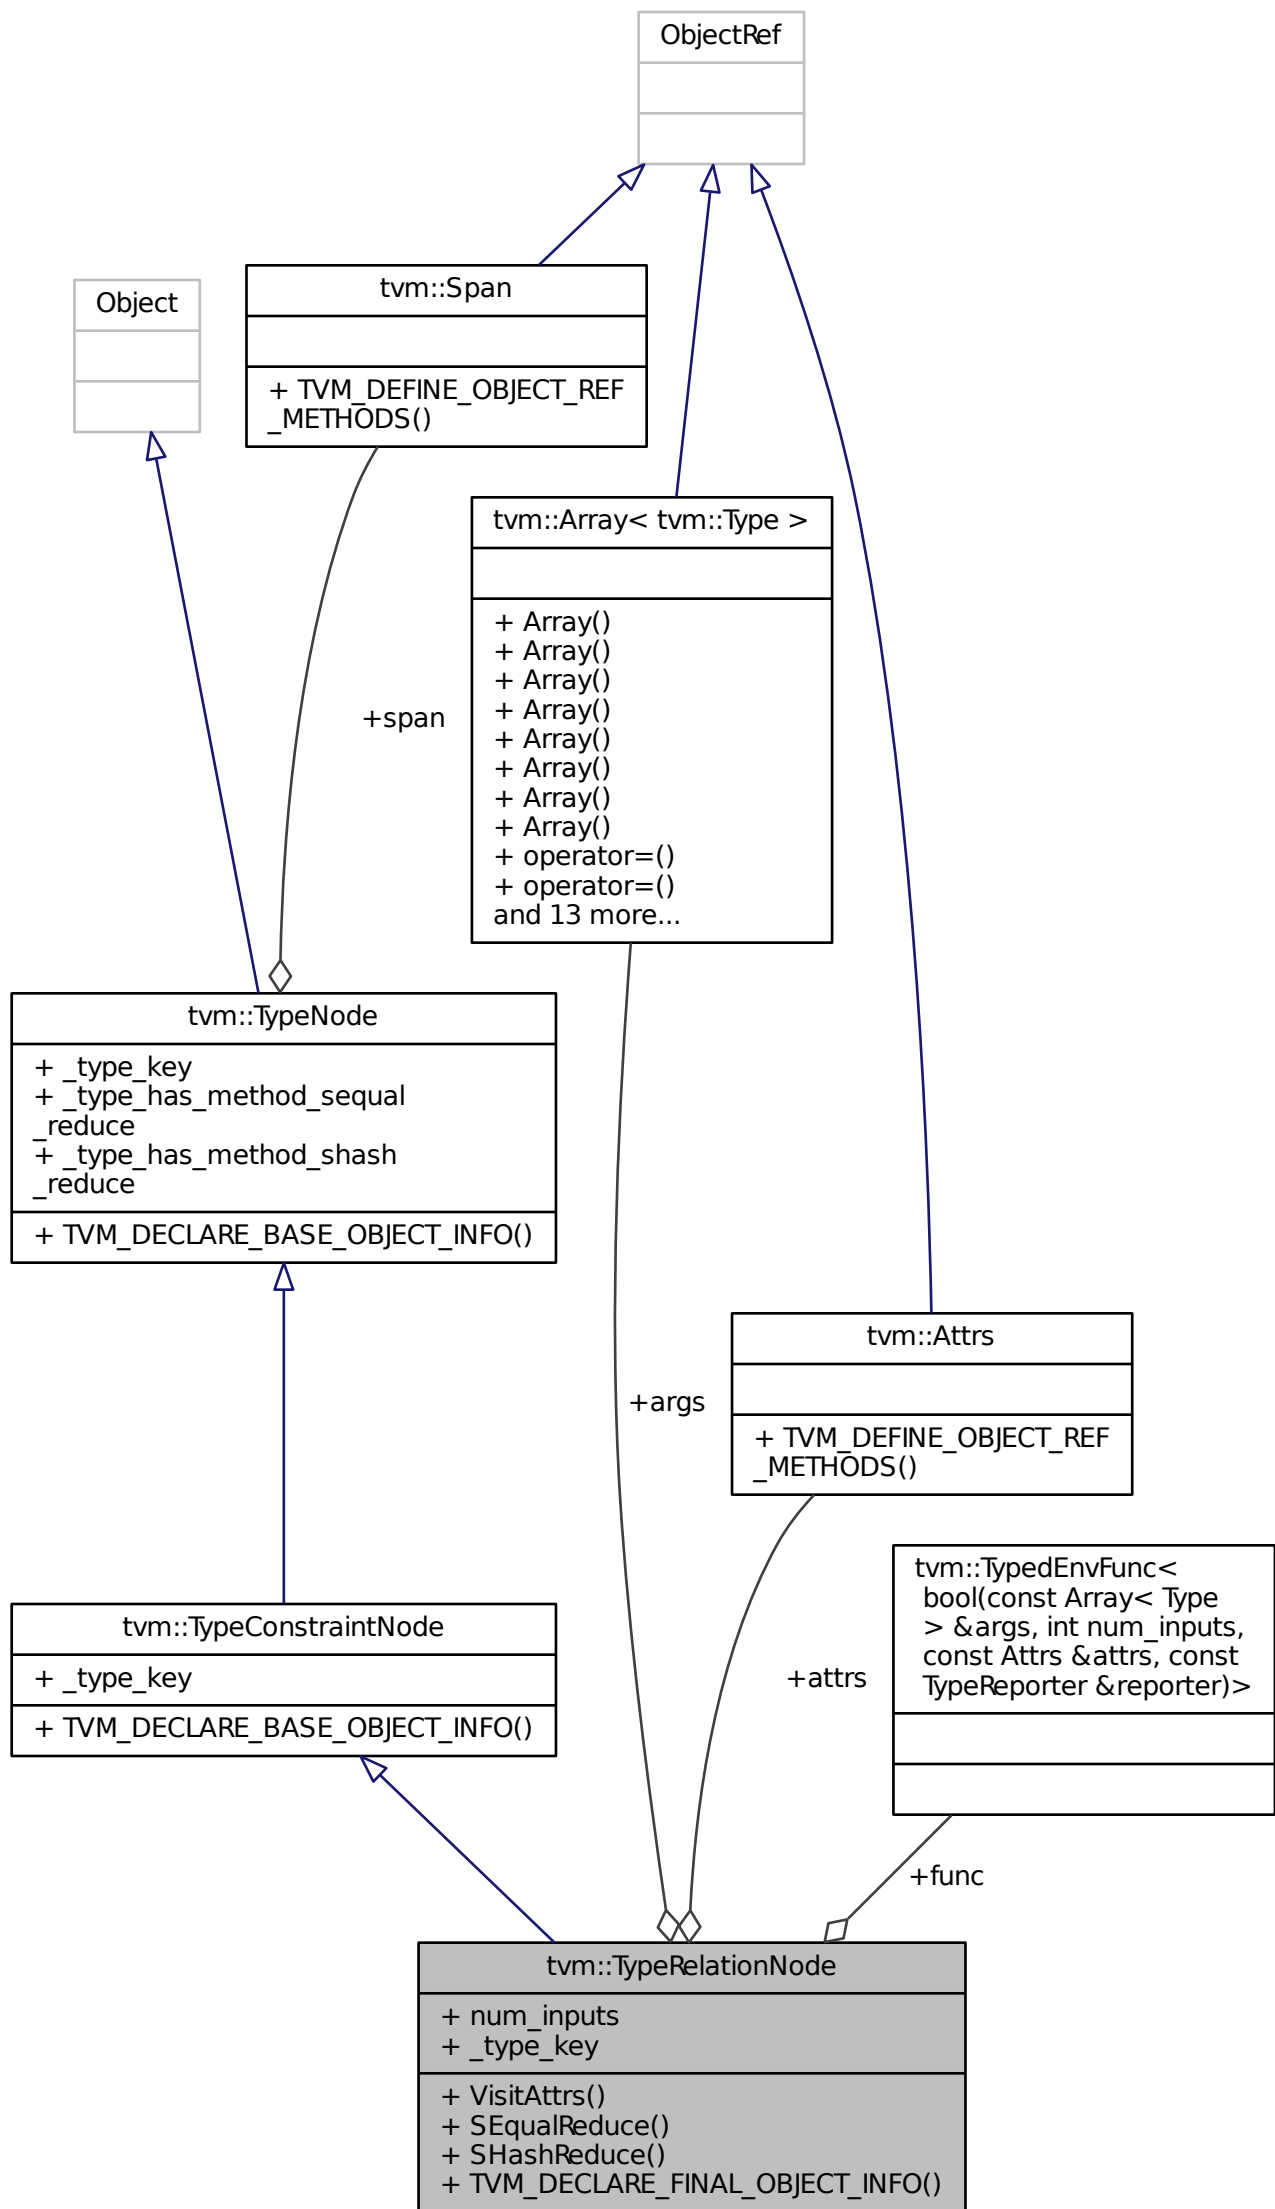 ObjectRef
Object
tvm::Span
+ TVM_DEFINE_OBJECT_REF
_METHODS()
tvm::Array< tvm::Type >
+ Array()
+ Array()
+ Array()
+ Array()
+ Array()
+ Array()
+ Array()
+ Array()
+ operator=()
+ operator=()
and 13 more...
+span
tvm::TypeNode
+ _type_key
+ _type_has_method_sequal
_reduce
+ _type_has_method_shash
_reduce
+ TVM_DECLARE_BASE_OBJECT_INFO()
tvm::Attrs
+ TVM_DEFINE_OBJECT_REF
_METHODS()
+args
tvm::TypedEnvFunc<
bool(const Array< Type
> &args, int num_inputs,
const Attrs &attrs, const
TypeReporter &reporter)>
tvm::TypeConstraintNode
+ _type_key
+ TVM_DECLARE_BASE_OBJECT_INFO()
+attrs
+func
tvm::TypeRelationNode
+ num_inputs
+ _type_key
+ VisitAttrs()
+ SEqualReduce()
+ SHashReduce()
+ TVM_DECLARE_FINAL_OBJECT_INFO()